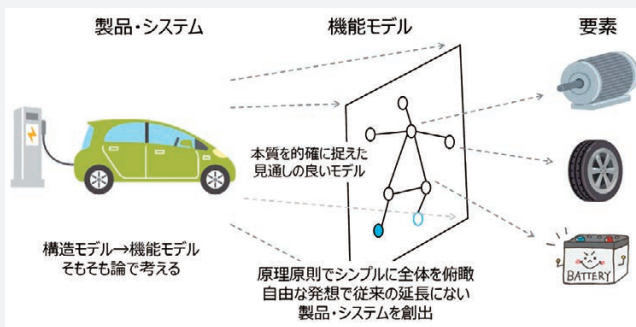 製品・システム
機能モデル
要素
本質を的確に捉えた
見通しの良いモデル
構造モデル→機能モデル
そもそも論で考える
原理原則でシンプルに全体を俯瞰
自由な発想で従来の延長にない
製品・システムを創出
BATTERY